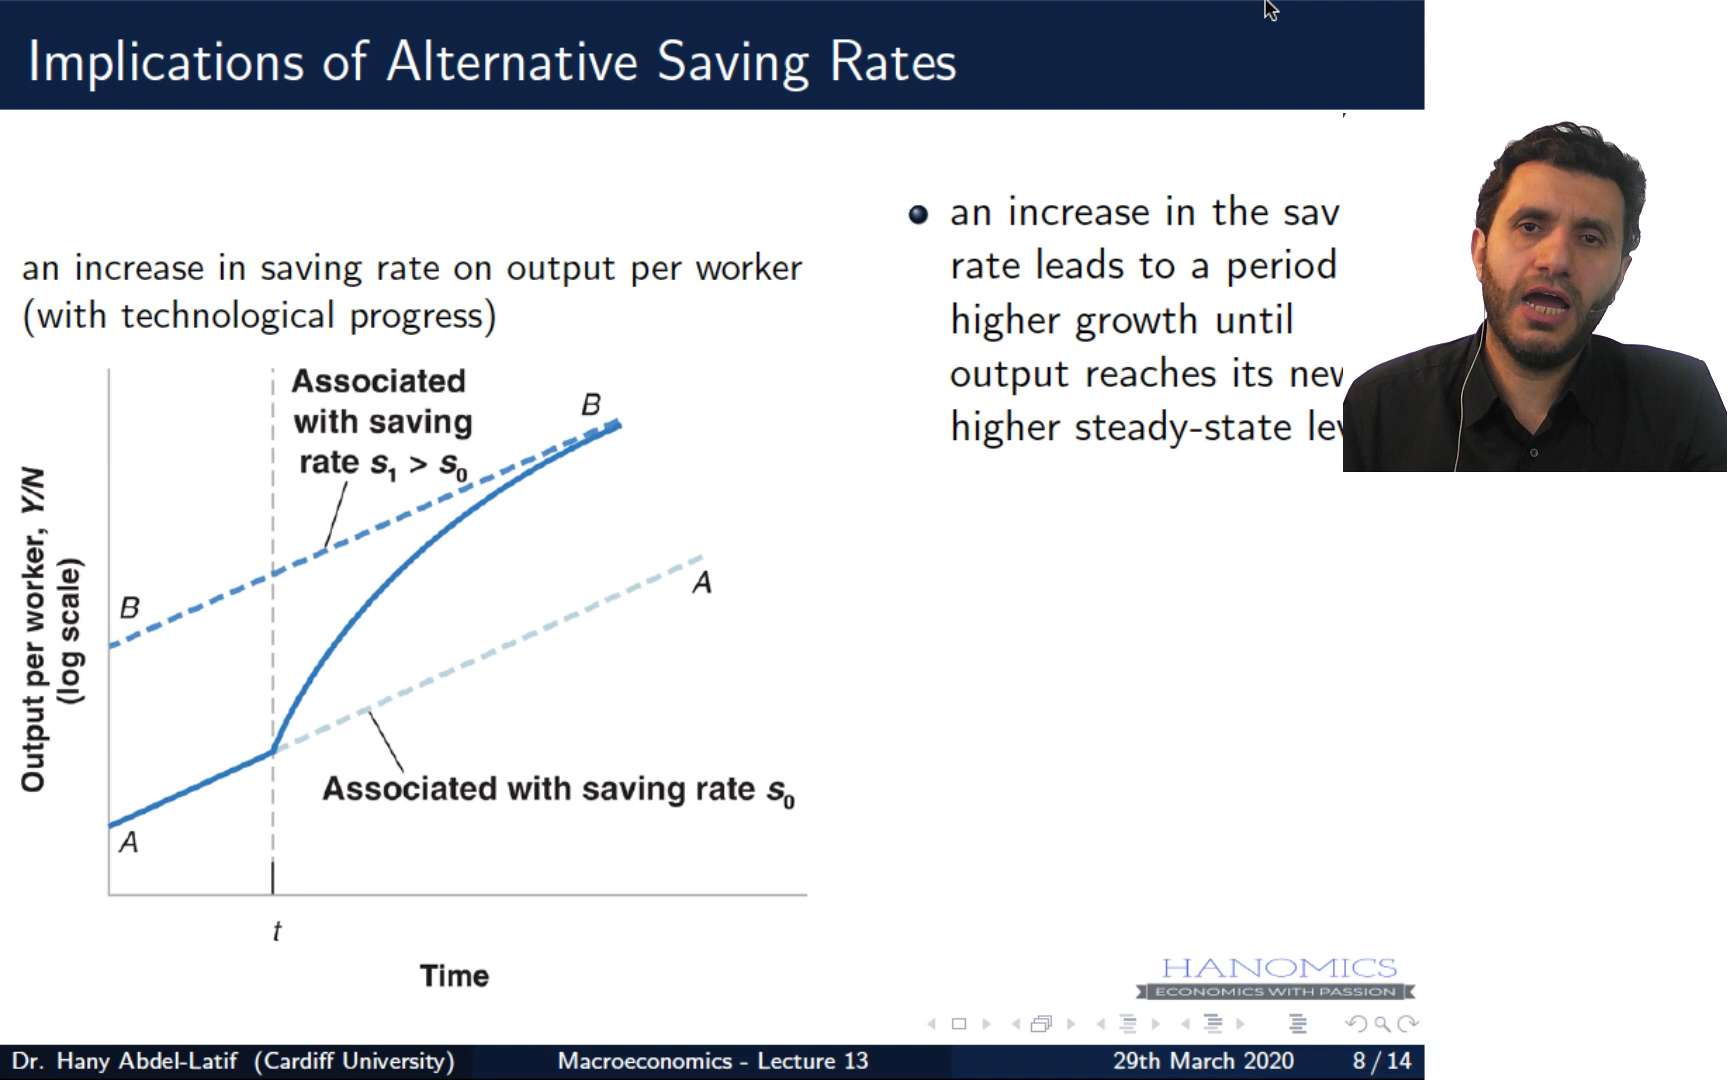 Implications of Alternative Saving Rates
an increase in saving rate on output per worker
(with technological progress)
Associated
with saving
rate s₁ > s₀
B
B
A
A
Associated with saving rate s₀
Output per worker, Y/N
(log scale)
t
Time
an increase in the sav
rate leads to a period
higher growth until
output reaches its new
higher steady-state lev
HANOMICS
ECONOMICS WITH PASSION
Dr. Hany Abdel-Latif (Cardiff University)
Macroeconomics - Lecture 13
29th March 2020
8 / 14